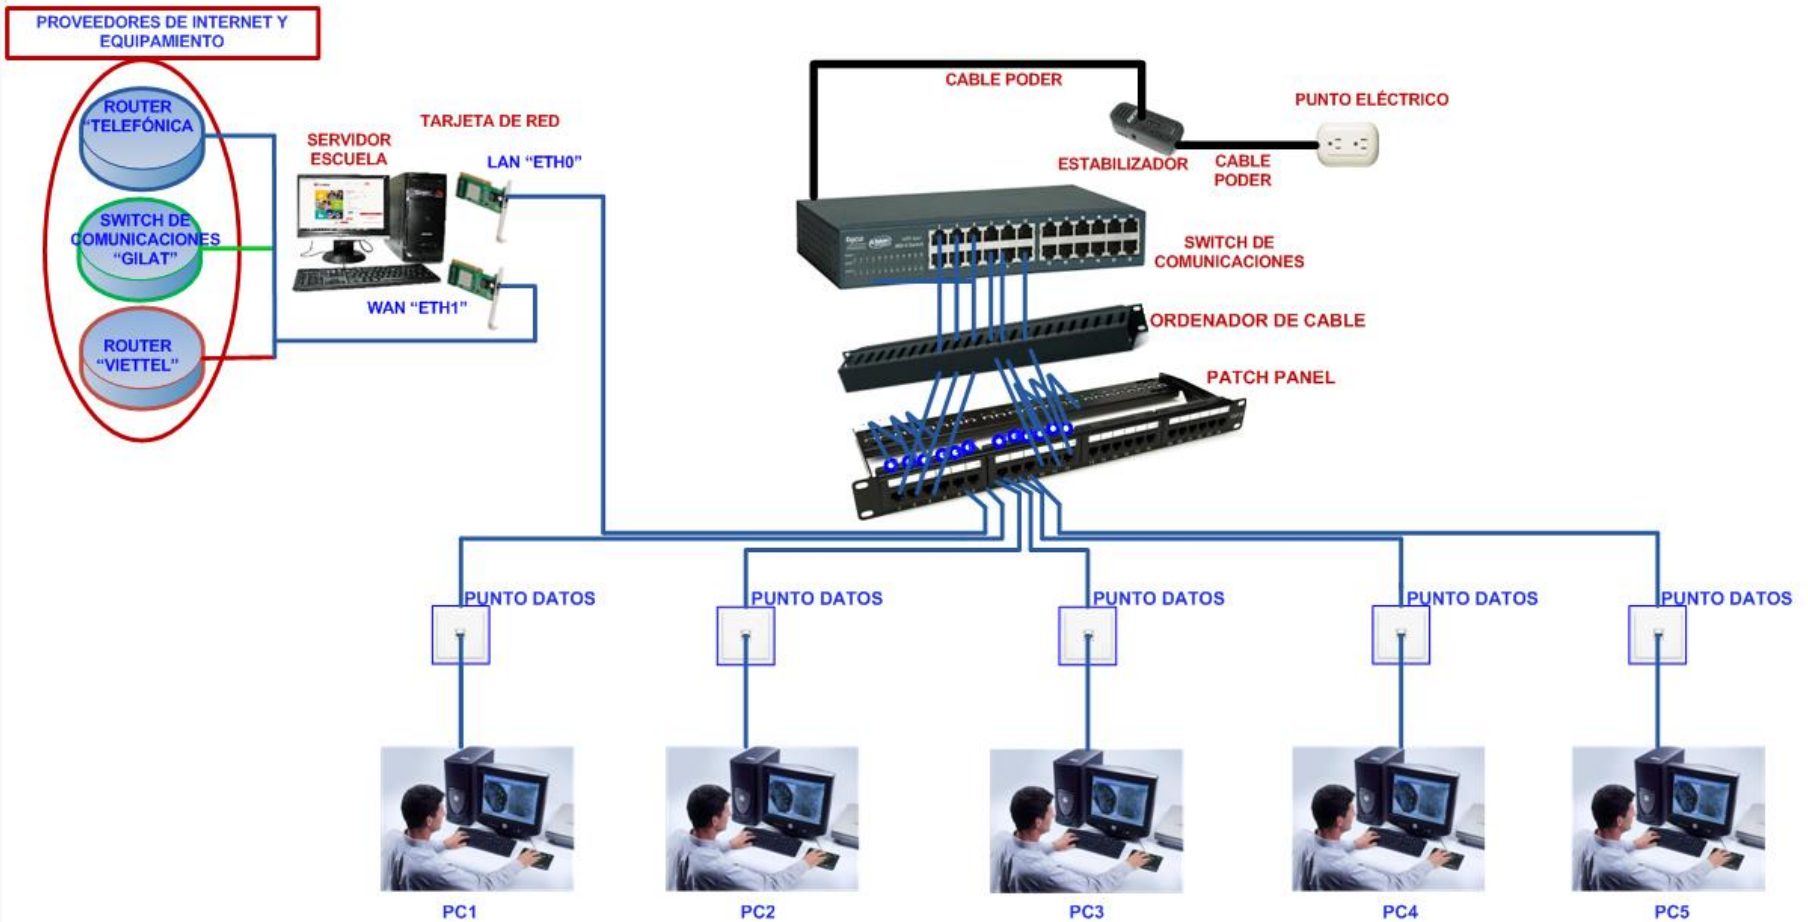 PROVEEDORES DE INTERNET Y
EQUIPAMIENTO
ROUTER
“TELEFÓNICA
SWITCH DE
COMUNICACIONES
“GILAT”
ROUTER
“VIETTEL”
SERVIDOR
ESCUELA
TARJETA DE RED
LAN “ETH0”
WAN “ETH1”
CABLE PODER
PUNTO ELÉCTRICO
ESTABILIZADOR
CABLE
PODER
SWITCH DE
COMUNICACIONES
ORDENADOR DE CABLE
PATCH PANEL
PUNTO DATOS
PUNTO DATOS
PUNTO DATOS
PUNTO DATOS
PUNTO DATOS
PC1
PC2
PC3
PC4
PC5